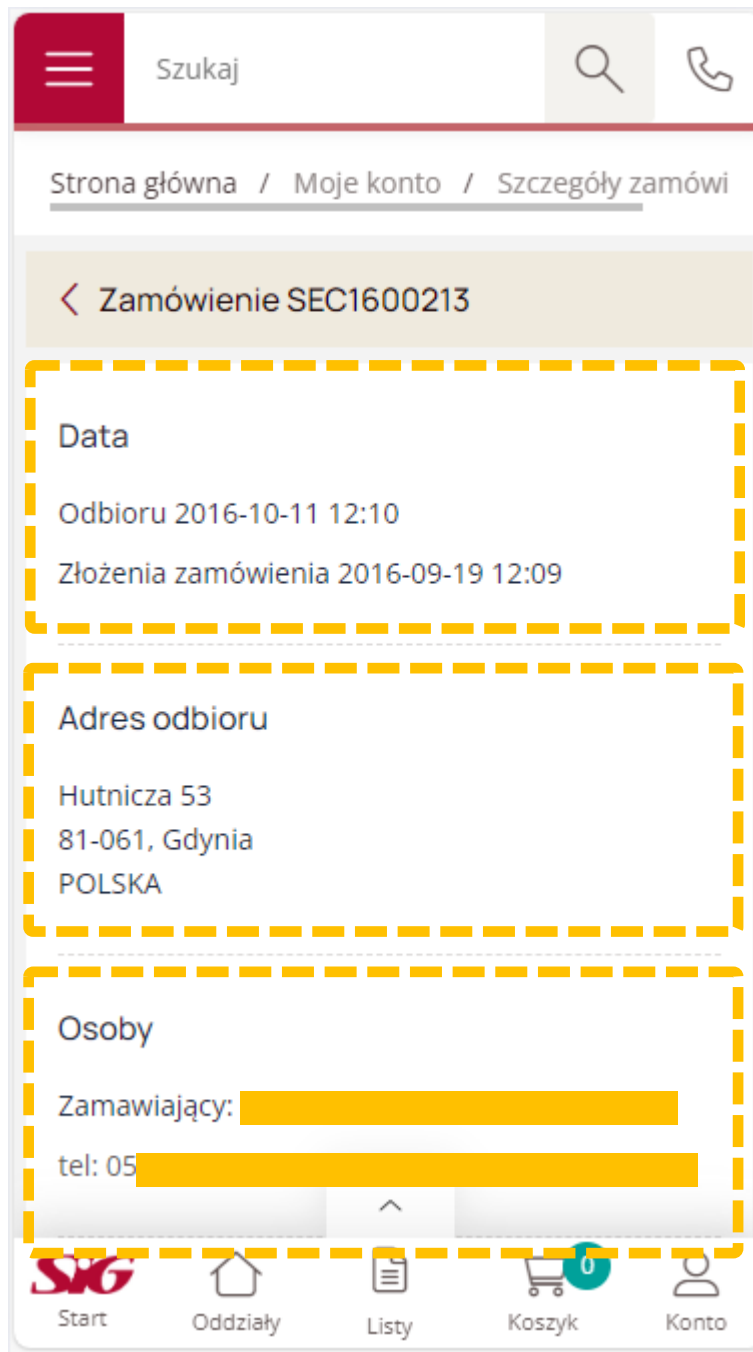 Szukaj
Strona główna / Moje konto / Szczegóły zamówi
Zamówienie SEC1600213
Data
Odbioru 2016-10-11 12:10
Złożenia zamówienia 2016-09-19 12:09
Adres odbioru
Hutnicza 53
81-061, Gdynia
POLSKA
Osoby
Zamawiający:
tel: 05
SIG
0
Start Oddziały Listy Koszyk Konto